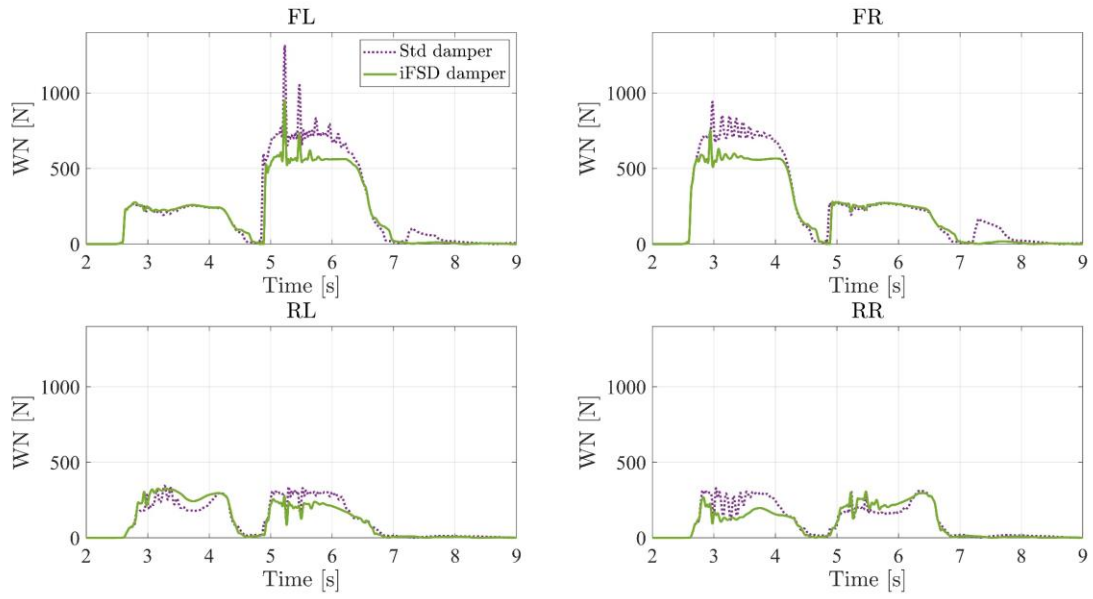 FL
WN [N]
1000
500
0
Std damper
iFSD damper
2 3 4 5 6 7 8 9
Time [s]
FR
WN [N]
1000
500
0
2 3 4 5 6 7 8 9
Time [s]
RL
WN [N]
1000
500
0
2 3 4 5 6 7 8 9
Time [s]
RR
WN [N]
1000
500
0
2 3 4 5 6 7 8 9
Time [s]